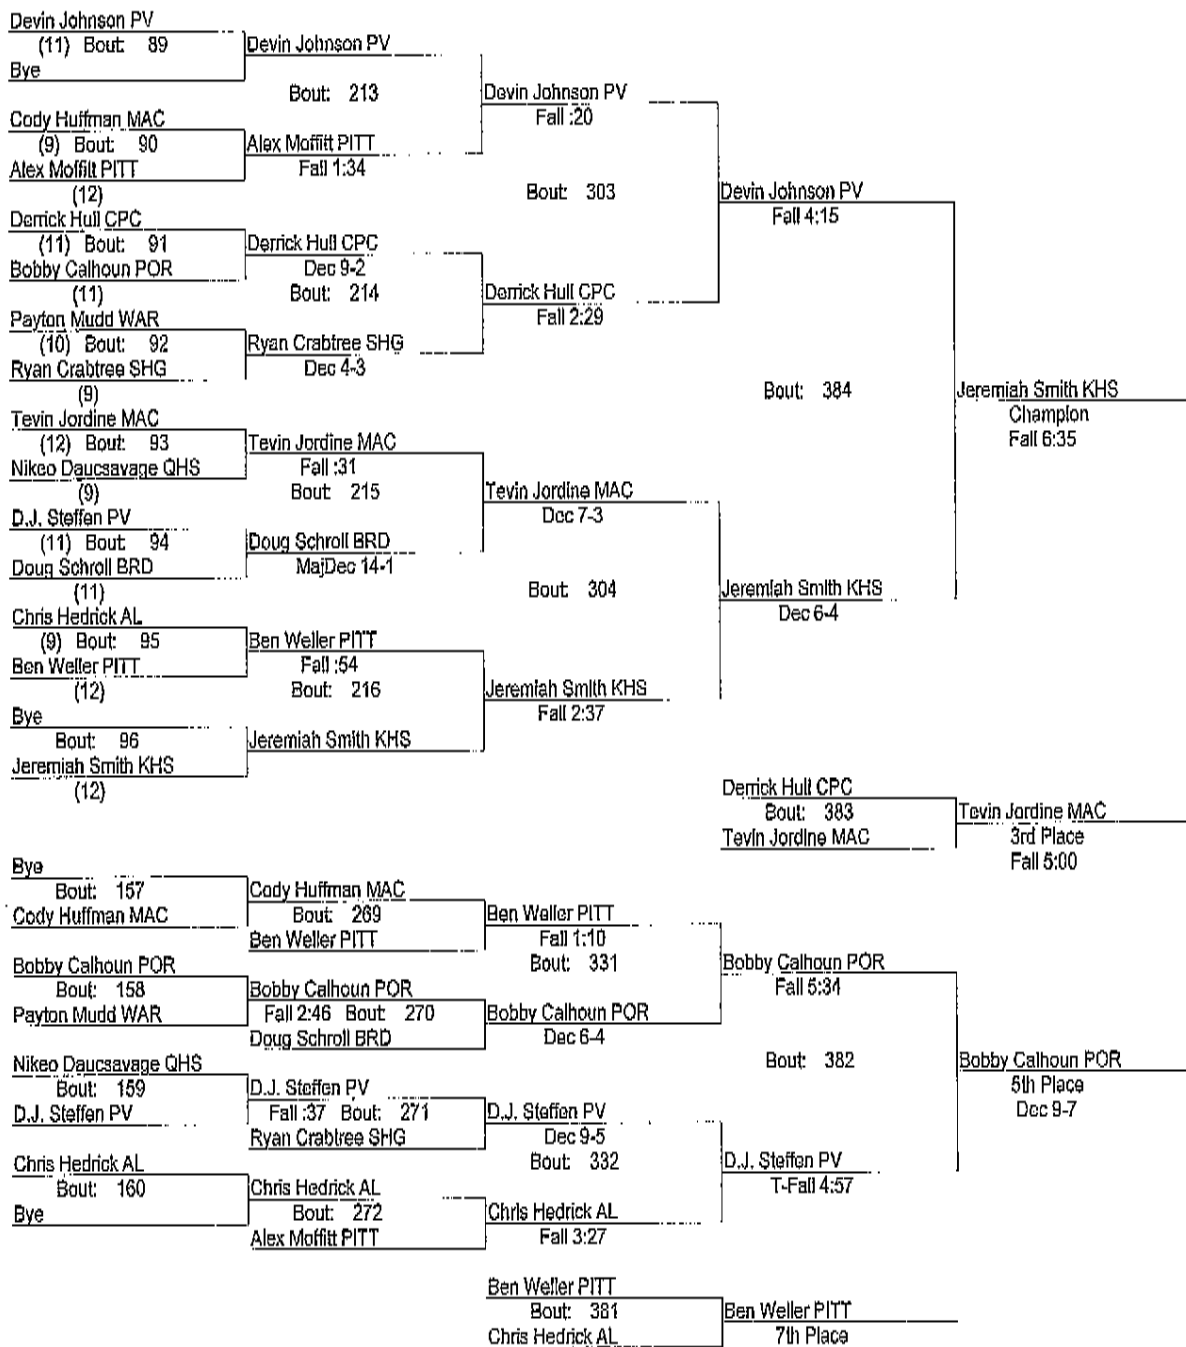 Devin Johnson PV
(11) Bout: 89
Bye
Cody Huffman MAC
(9) Bout: 90
Alex Moffitt PITT
(12)
Derrick Hull CPC
(11) Bout: 91
Bobby Calhoun POR
(11)
Payton Mudd WAR
(10) Bout: 92
Ryan Crabtree SHG
(9)
Tevin Jordine MAC
(12) Bout: 93
Nikeo Daucsavage QHS
(9)
D.J. Steffen PV
(11) Bout: 94
Doug Schroll BRD
(11)
Chris Hedrick AL
(9) Bout: 95
Ben Weller PITT
(12)
Bye
Bout: 96
Jeremiah Smith KHS
(12)
Devin Johnson PV
Bout: 213
Alex Moffitt PITT
Fall 1:34
Derrick Hull CPC
Dec 9-2
Bout: 214
Ryan Crabtree SHG
Dec 4-3
Tevin Jordine MAC
Fall :31
Bout: 215
Doug Schroll BRD
MajDec 14-1
Ben Weller PITT
Fall :54
Bout: 216
Jeremiah Smith KHS
Devin Johnson PV
Fall :20
Bout: 303
Derrick Hull CPC
Fall 2:29
Tevin Jordine MAC
Dec 7-3
Bout: 304
Jeremiah Smith KHS
Fall 2:37
Devin Johnson PV
Fall 4:15
Bout: 384
Jeremiah Smith KHS
Dec 6-4
Jeremiah Smith KHS
Champion
Fall 6:35
Derrick Hull CPC
Bout: 383
Tevin Jordine MAC
Tevin Jordine MAC
3rd Place
Fall 5:00
Bye
Bout: 157
Cody Huffman MAC
Bobby Calhoun POR
Bout: 158
Payton Mudd WAR
Nikeo Daucsavage QHS
Bout: 159
D.J. Steffen PV
Chris Hedrick AL
Bout: 160
Bye
Cody Huffman MAC
Bout: 269
Ben Weller PITT
Bobby Calhoun POR
Fall 2:46 Bout: 270
Doug Schroll BRD
D.J. Steffen PV
Fall :37 Bout: 271
Ryan Crabtree SHG
Chris Hedrick AL
Bout: 272
Alex Moffitt PITT
Ben Weller PITT
Fall 1:10
Bout: 331
Bobby Calhoun POR
Dec 6-4
D.J. Steffen PV
Dec 9-5
Bout: 332
Chris Hedrick AL
Fall 3:27
Bobby Calhoun POR
Fall 5:34
Bout: 382
D.J. Steffen PV
T-Fall 4:57
Bobby Calhoun POR
5th Place
Dec 9-7
Ben Weller PITT
Bout: 381
Chris Hedrick AL
Ben Weller PITT
7th Place